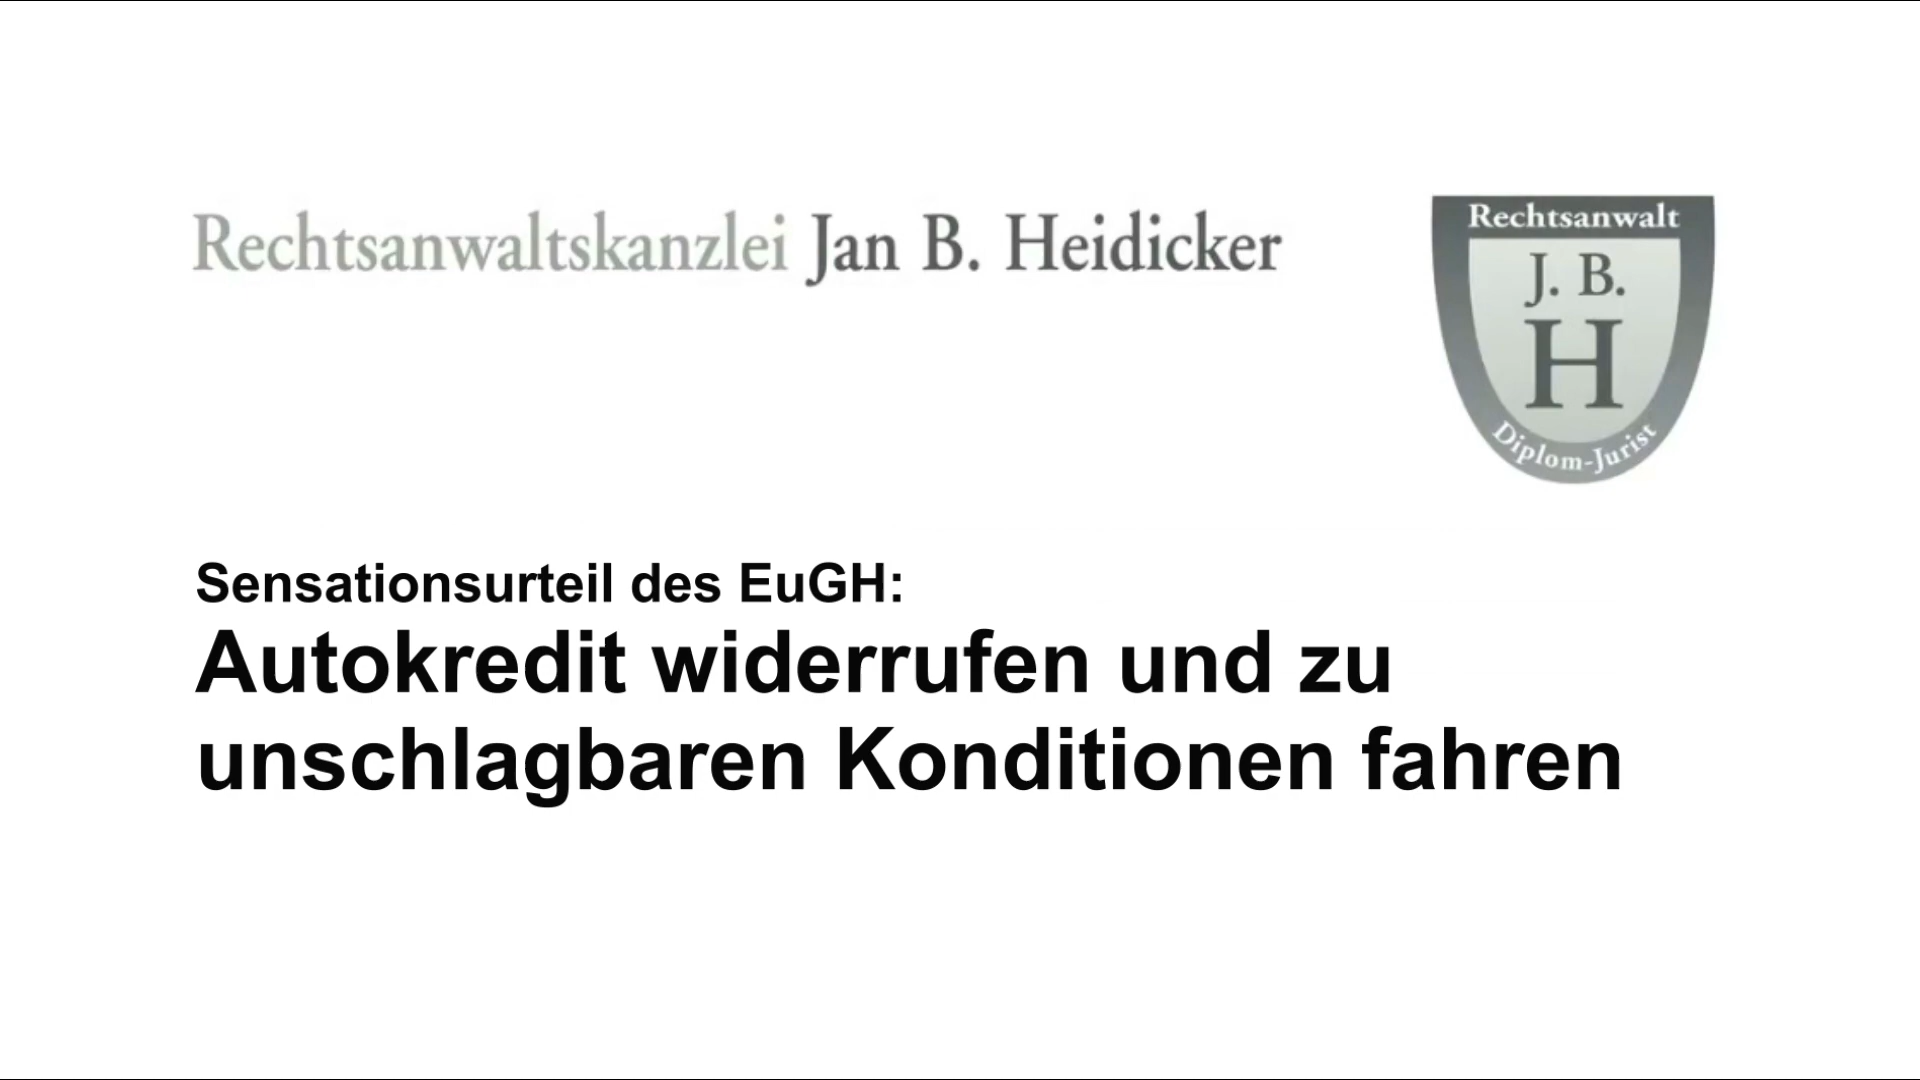 Rechtsanwaltskanzlei Jan B. Heidicker
Rechtsanwalt
J. B.
H
Diplom-Jurist
Sensationsurteil des EuGH:
Autokredit widerrufen und zu
unschlagbaren Konditionen fahren